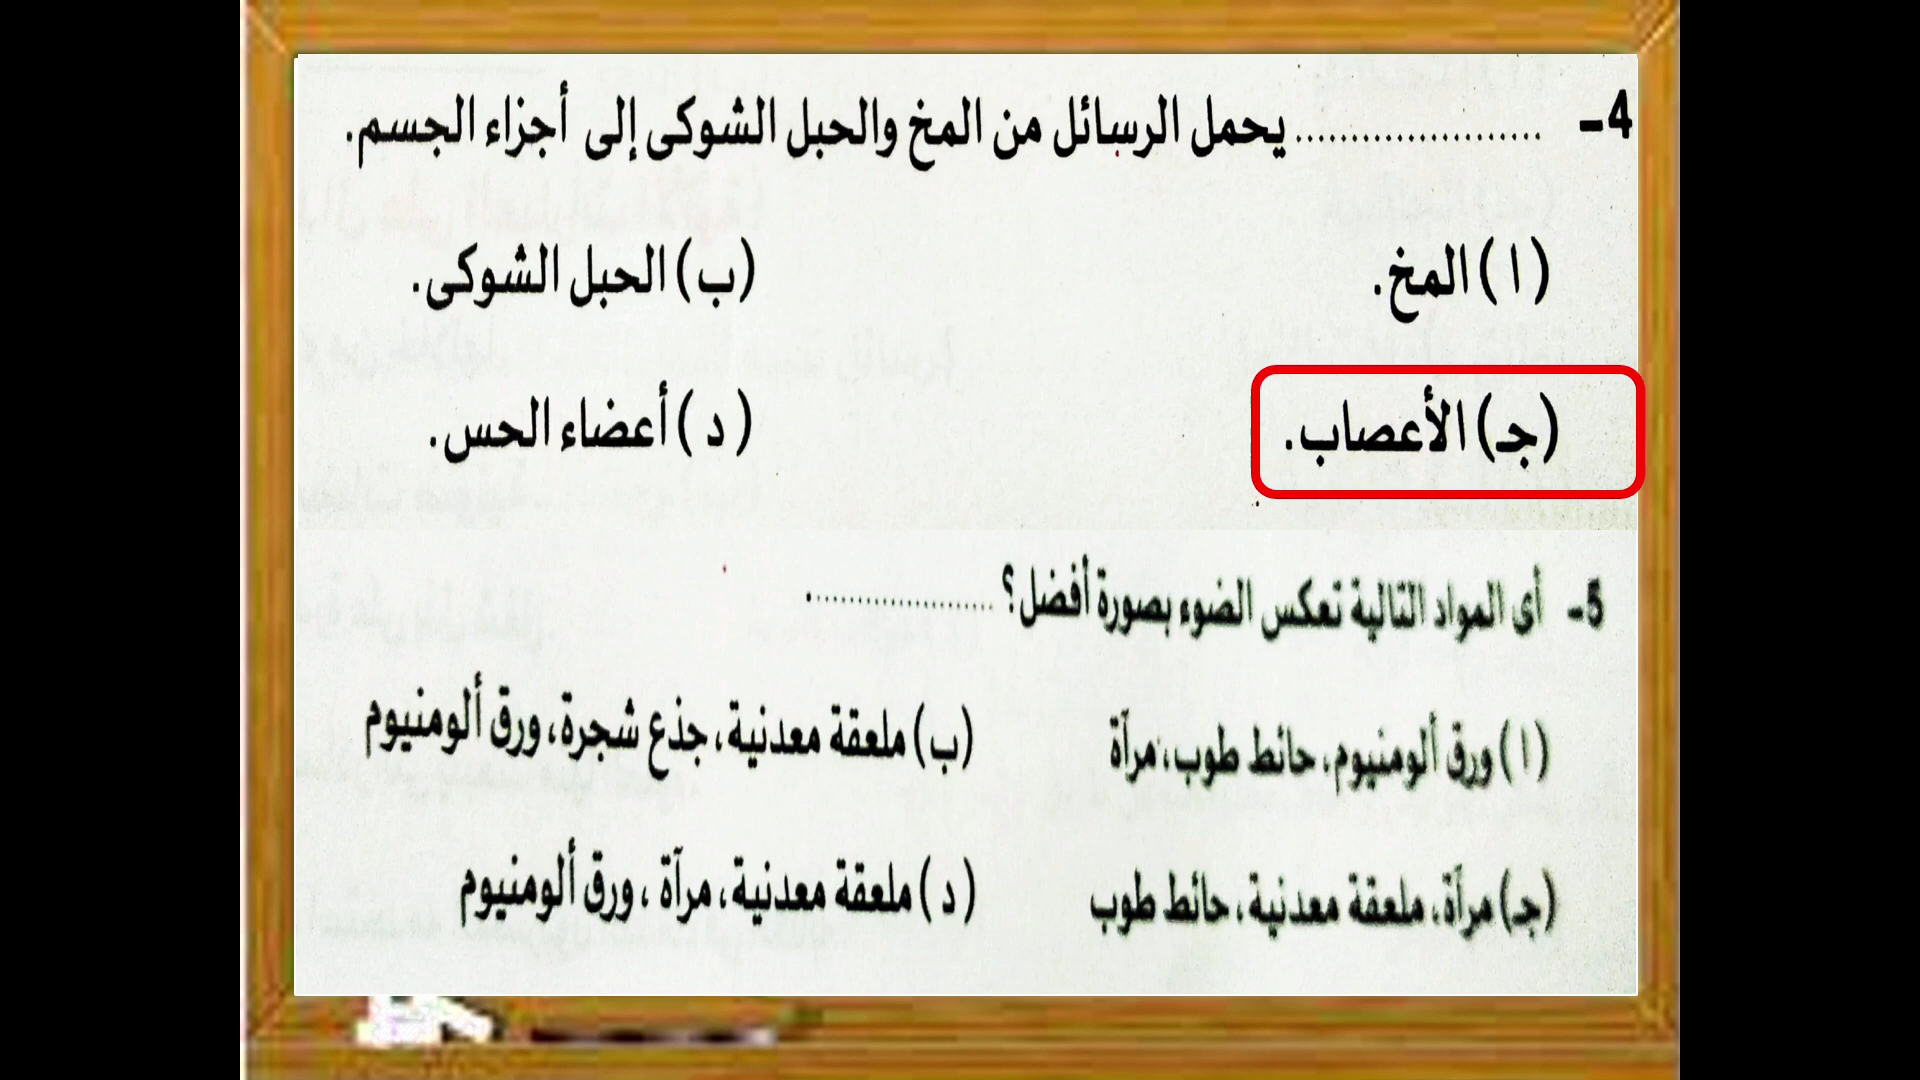 4- ...................... يحمل الرسائل من المخ والحبل الشوكى إلى أجزاء الجسم.
(ا) المخ. (ب) الحبل الشوكى.
(جـ) الأعصاب. (د) أعضاء الحس.
5- أى المواد التالية تعكس الضوء بصورة أفضل؟ ......................
(ا) ورق ألومنيوم، حائط طوب، مرآة (ب) ملعقة معدنية، جذع شجرة، ورق ألومنيوم
(جـ) مرآة، ملعقة معدنية، حائط طوب (د) ملعقة معدنية، مرآة، ورق ألومنيوم